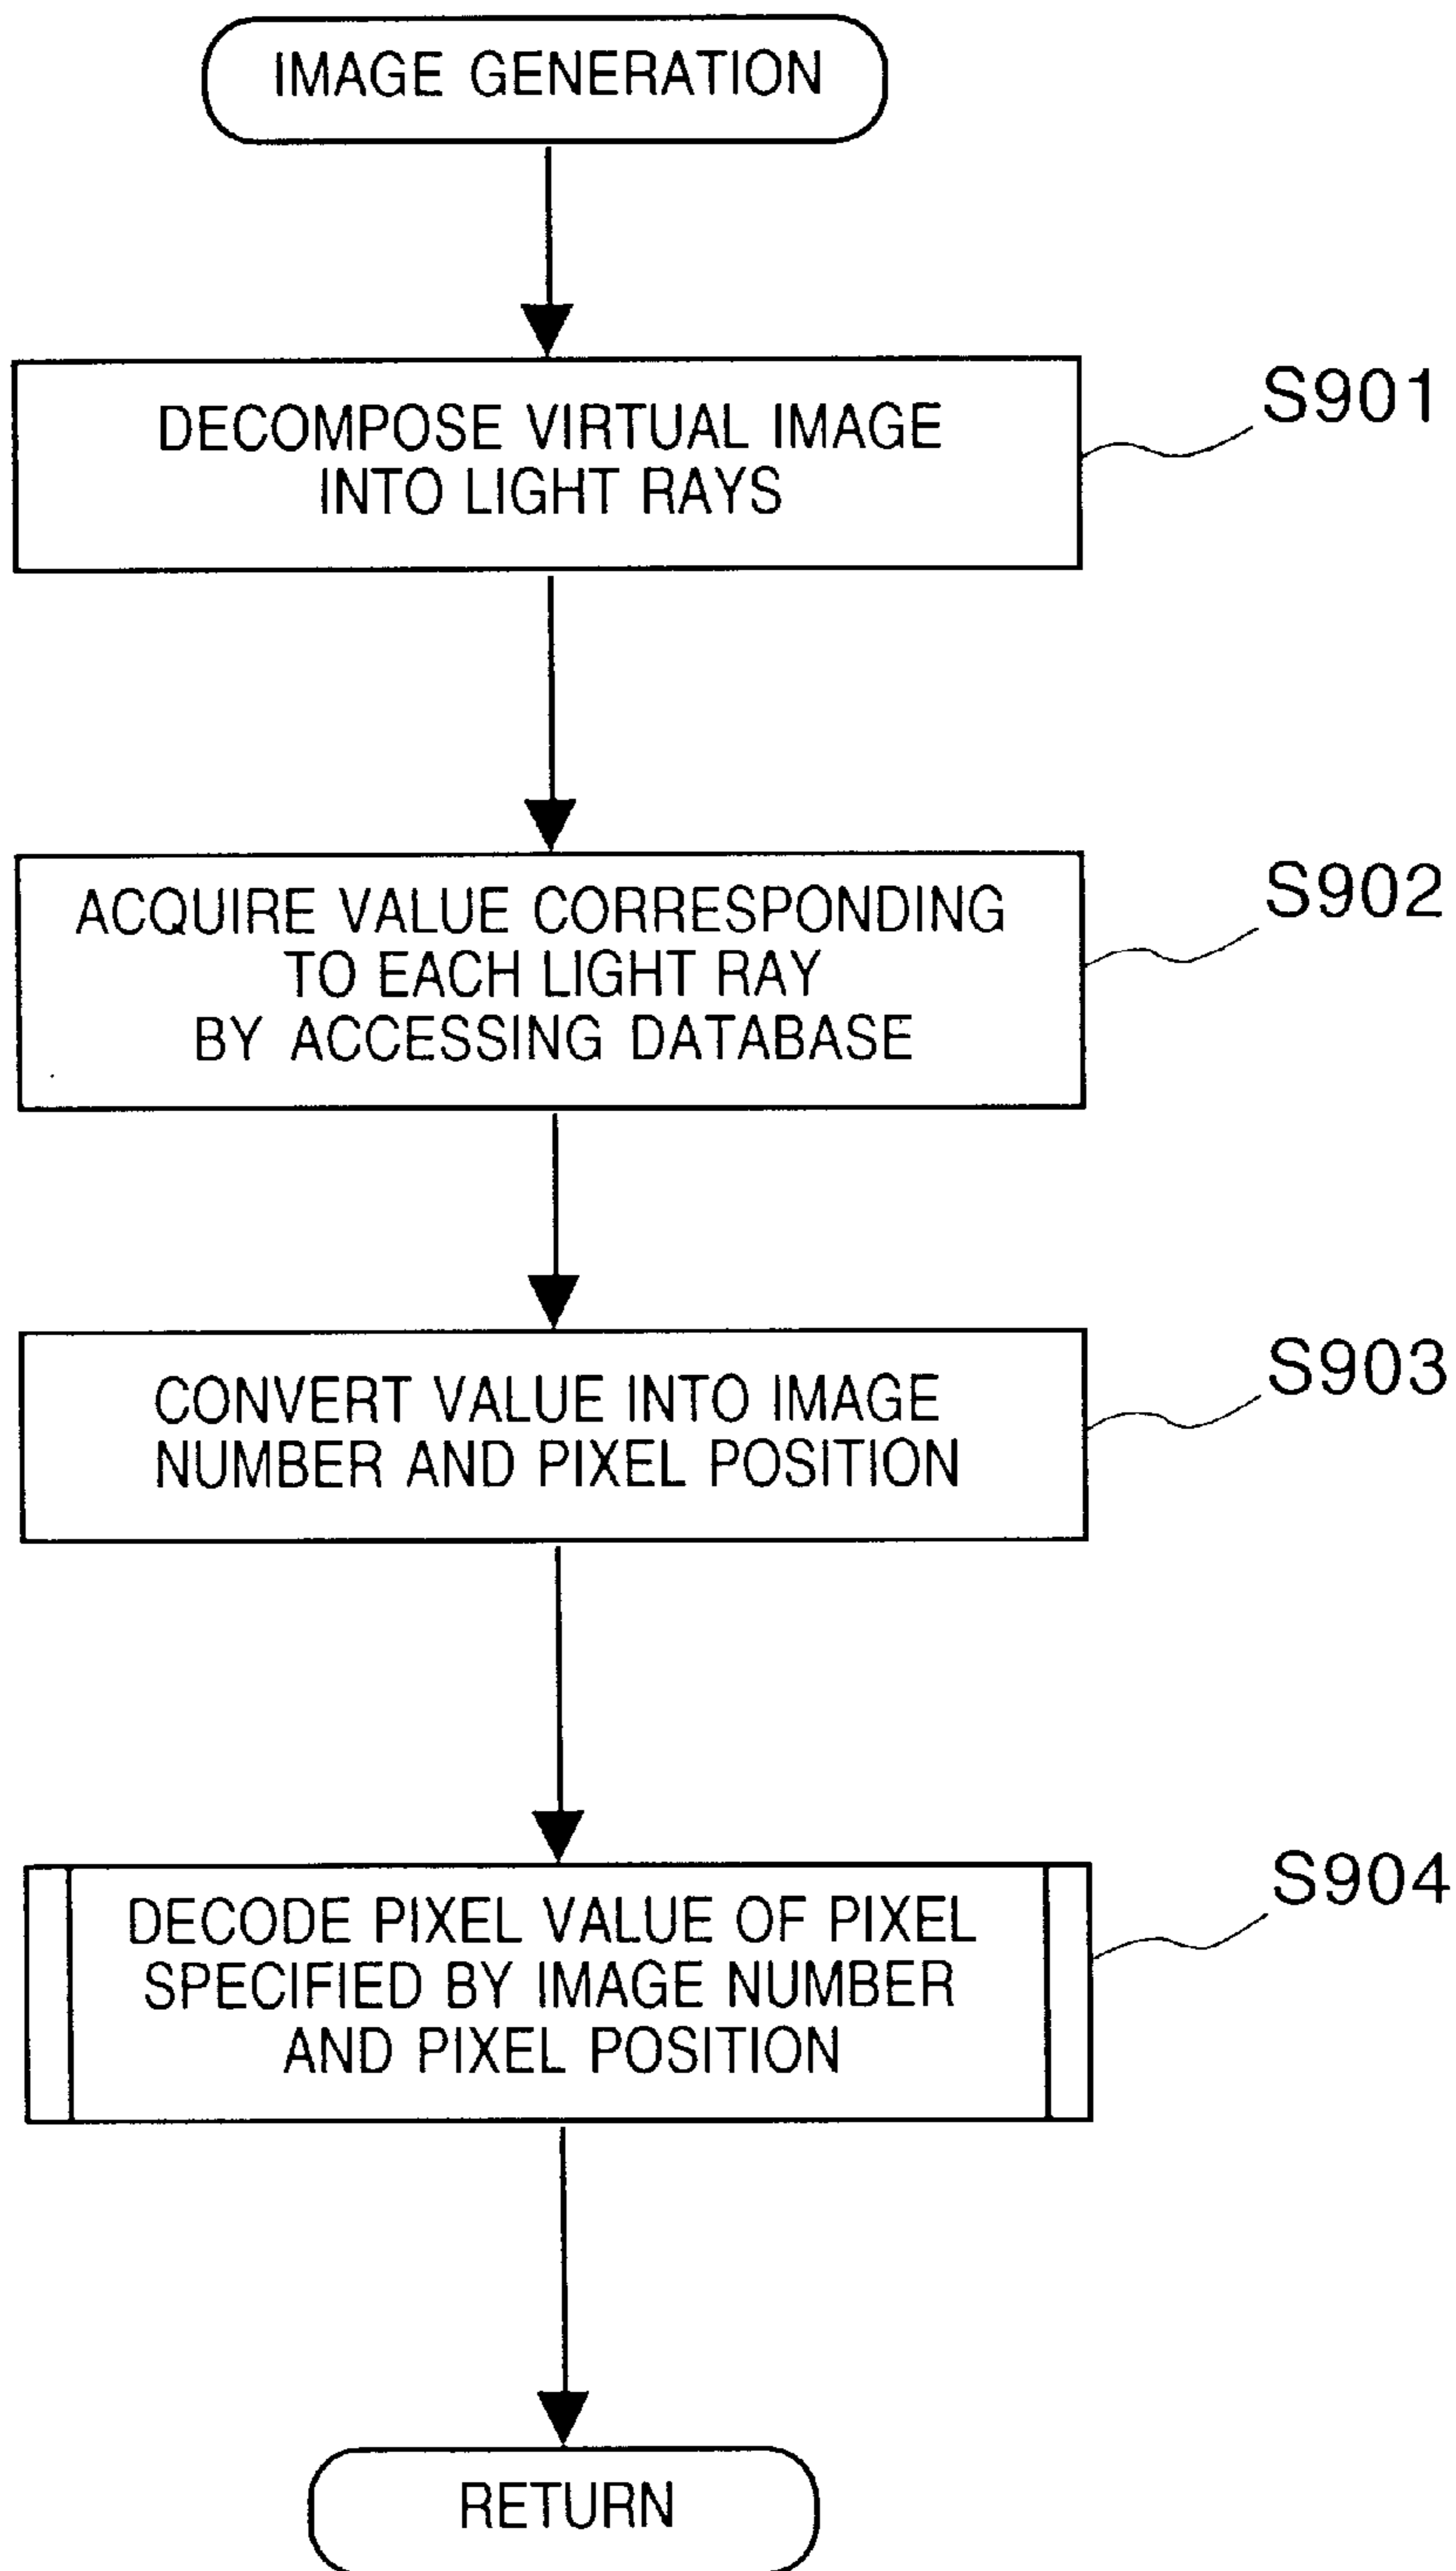 IMAGE GENERATION
DECOMPOSE VIRTUAL IMAGE
INTO LIGHT RAYS
S901
ACQUIRE VALUE CORRESPONDING
TO EACH LIGHT RAY
BY ACCESSING DATABASE
S902
CONVERT VALUE INTO IMAGE
NUMBER AND PIXEL POSITION
S903
DECODE PIXEL VALUE OF PIXEL
SPECIFIED BY IMAGE NUMBER
AND PIXEL POSITION
S904
RETURN